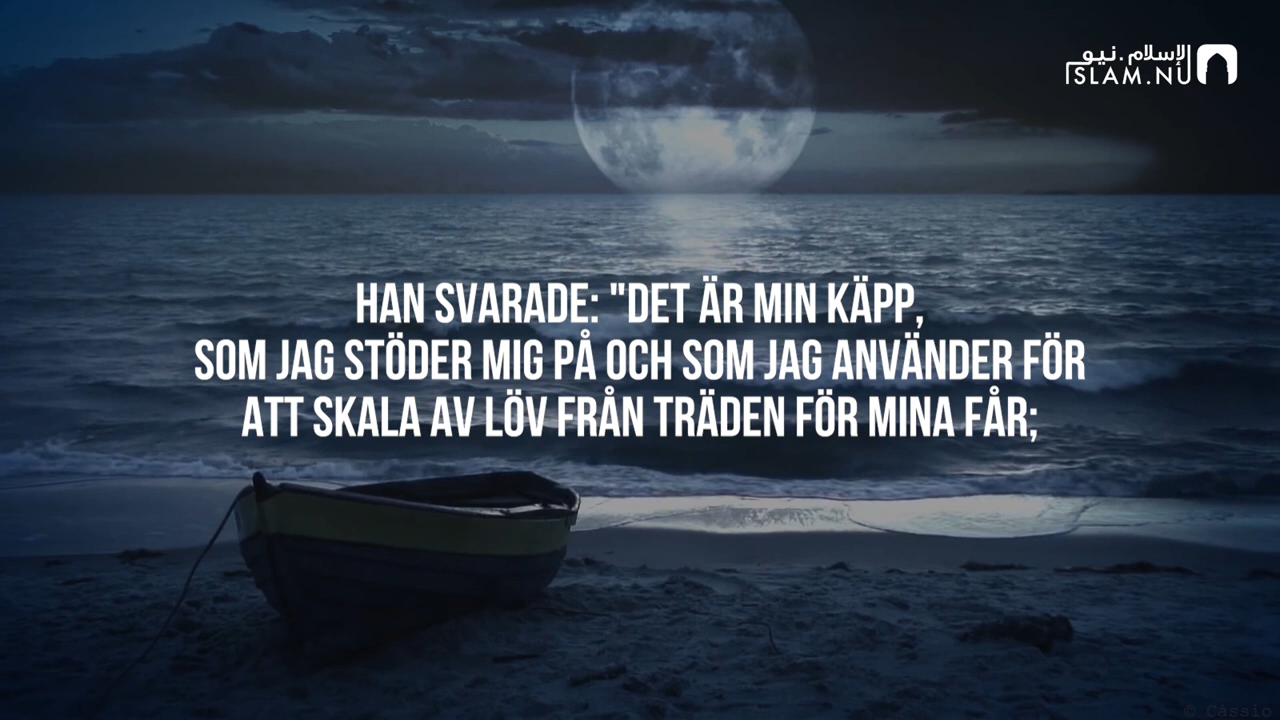 الإسلام.نيو
ISLAM.NU
HAN SVARADE: "DET ÄR MIN KÄPP,
SOM JAG STÖDER MIG PÅ OCH SOM JAG ANVÄNDER FÖR
ATT SKALA AV LÖV FRÅN TRÄDEN FÖR MINA FÅR;
© Cássio